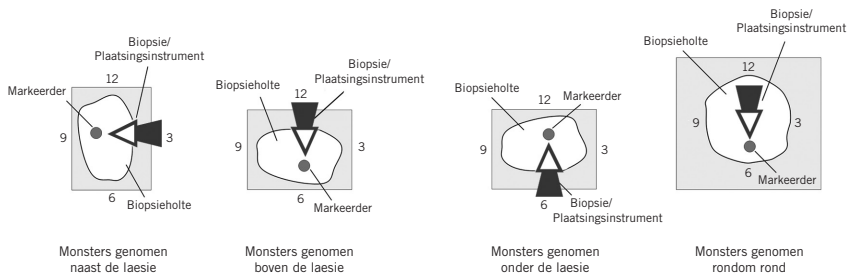 Biopsie/
Plaatsingsinstrument
12
Markeerder
9
3
6
Biopsieholte
Monsters genomen
naast de laesie
Biopsie/
Plaatsingsinstrument
Biopsieholte
12
9
3
6
Markeerder
Monsters genomen
boven de laesie
Biopsieholte
12
Markeerder
9
3
6
Biopsie/
Plaatsingsinstrument
Monsters genomen
onder de laesie
Biopsie/
Plaatsingsinstrument
Biopsieholte
12
9
3
6
Markeerder
Monsters genomen
rondom rond